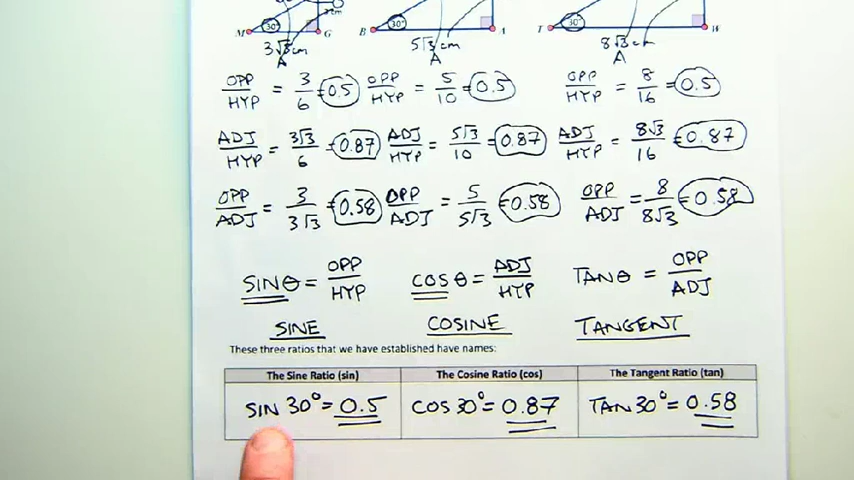 30° 30° 30°
M G B A T W
3√3 cm 5√3 cm 8√3 cm
A A A
OPP/HYP = 3/6 = 0.5 OPP/HYP = 5/10 = 0.5 OPP/HYP = 8/16 = 0.5
ADJ/HYP = 3√3/6 = 0.87 ADJ/HYP = 5√3/10 = 0.87 ADJ/HYP = 8√3/16 = 0.87
OPP/ADJ = 3/3√3 = 0.58 OPP/ADJ = 5/5√3 = 0.58 OPP/ADJ = 8/8√3 = 0.58
SINθ = OPP/HYP COSθ = ADJ/HYP TANθ = OPP/ADJ
SINE COSINE TANGENT
These three ratios that we have established have names:
The Sine Ratio (sin) The Cosine Ratio (cos) The Tangent Ratio (tan)
SIN 30° = 0.5 COS 30° = 0.87 TAN 30° = 0.58